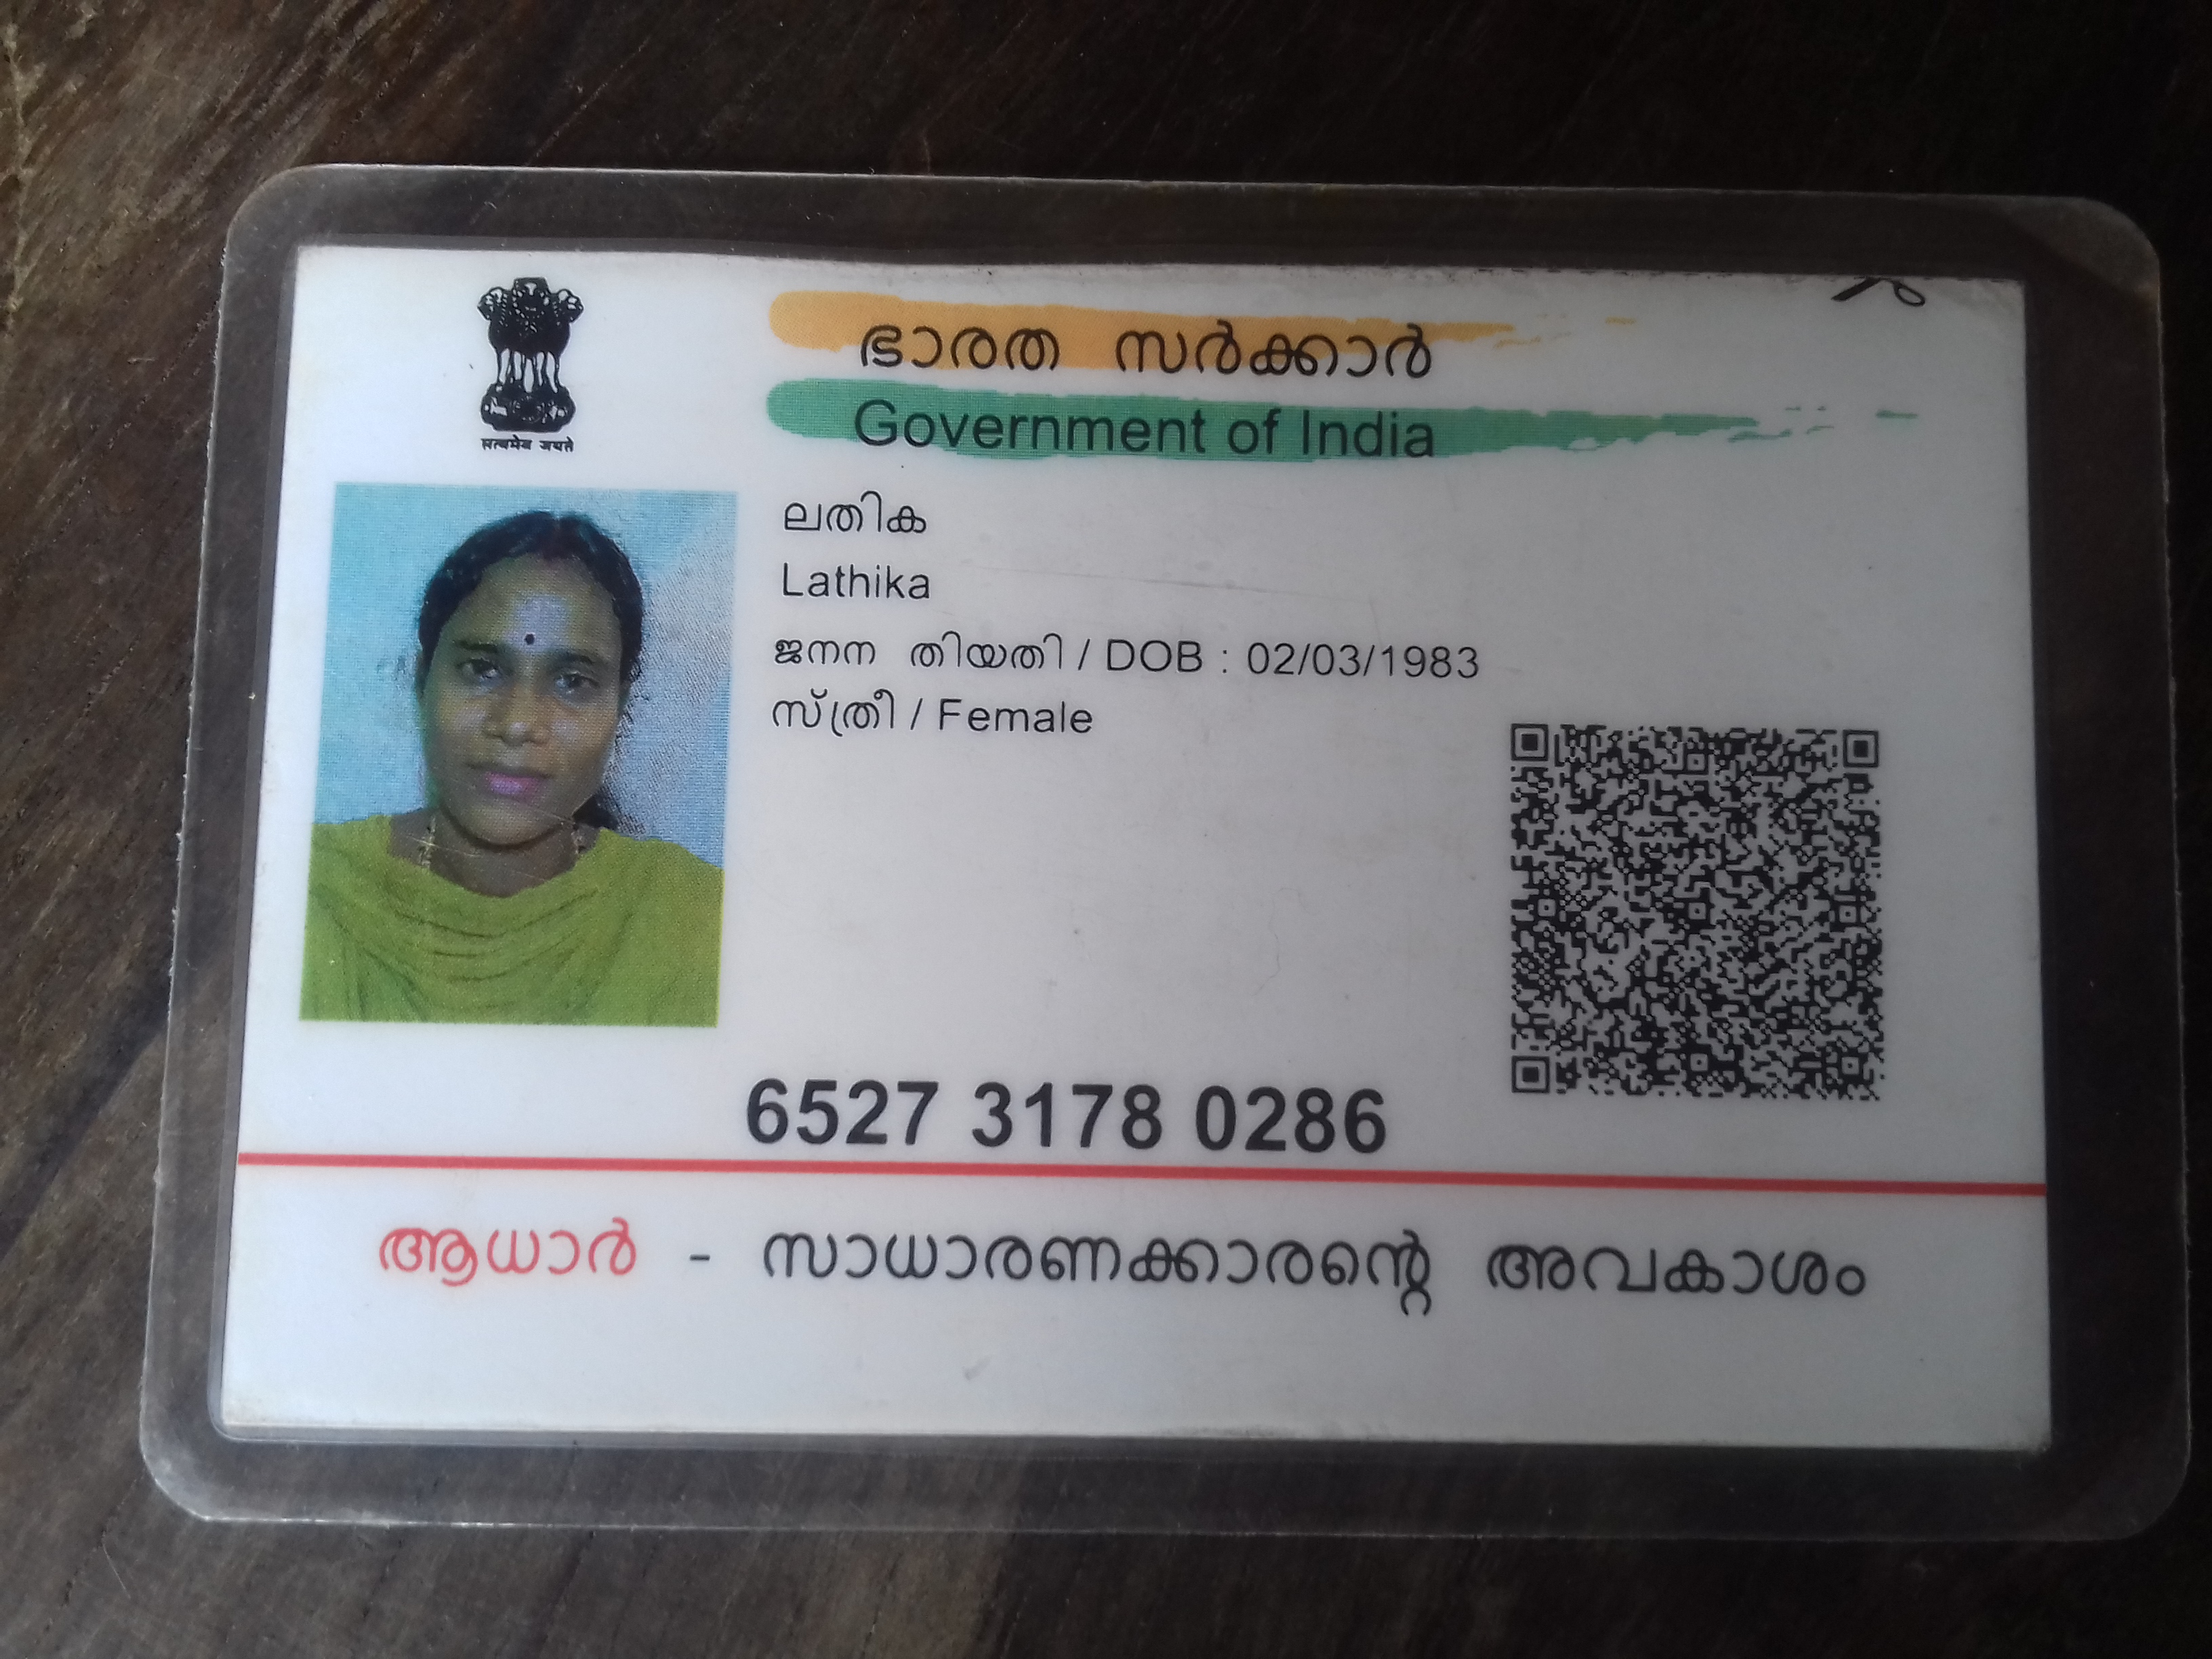 ഭാരത സർക്കാർ
Government of India
सत्यमेव जयते
ലതിക
Lathika
ജനന തിയതി / DOB : 02/03/1983
സ്ത്രീ / Female
6527 3178 0286
ആധാർ - സാധാരണക്കാരന്റെ അവകാശം